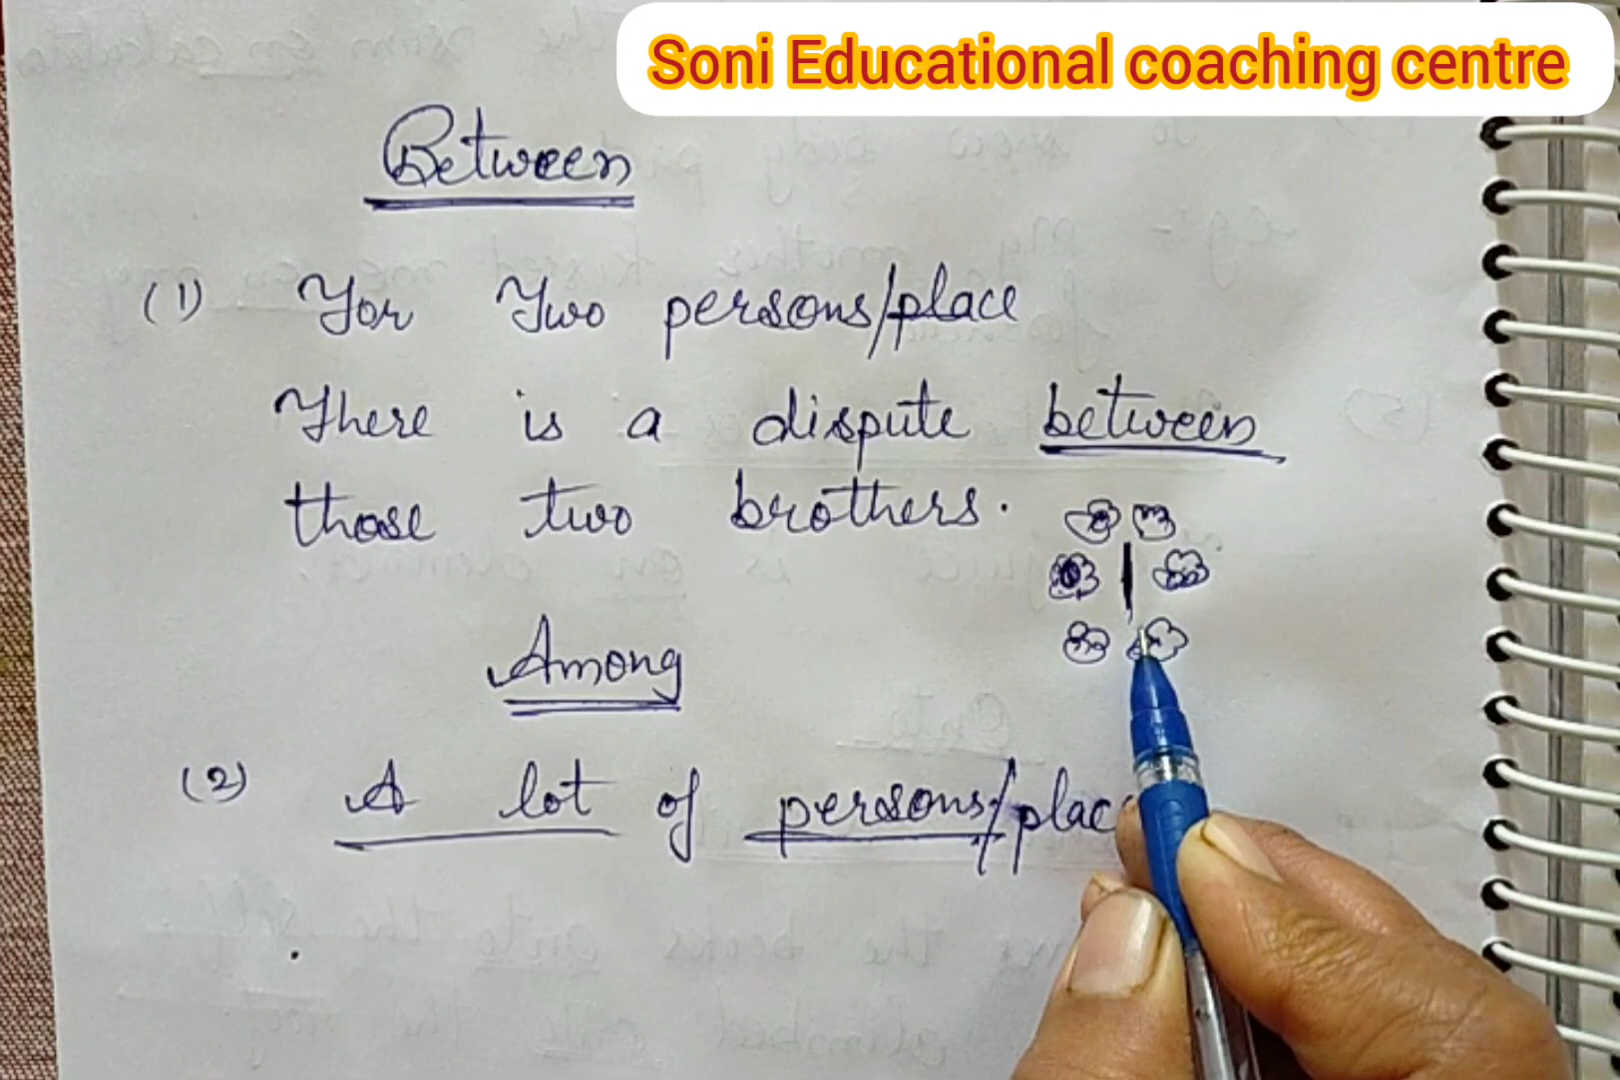 Soni Educational coaching centre
Between
(1) For Two persons/place
There is a dispute between
those two brothers.
Among
(2) A lot of persons/plac